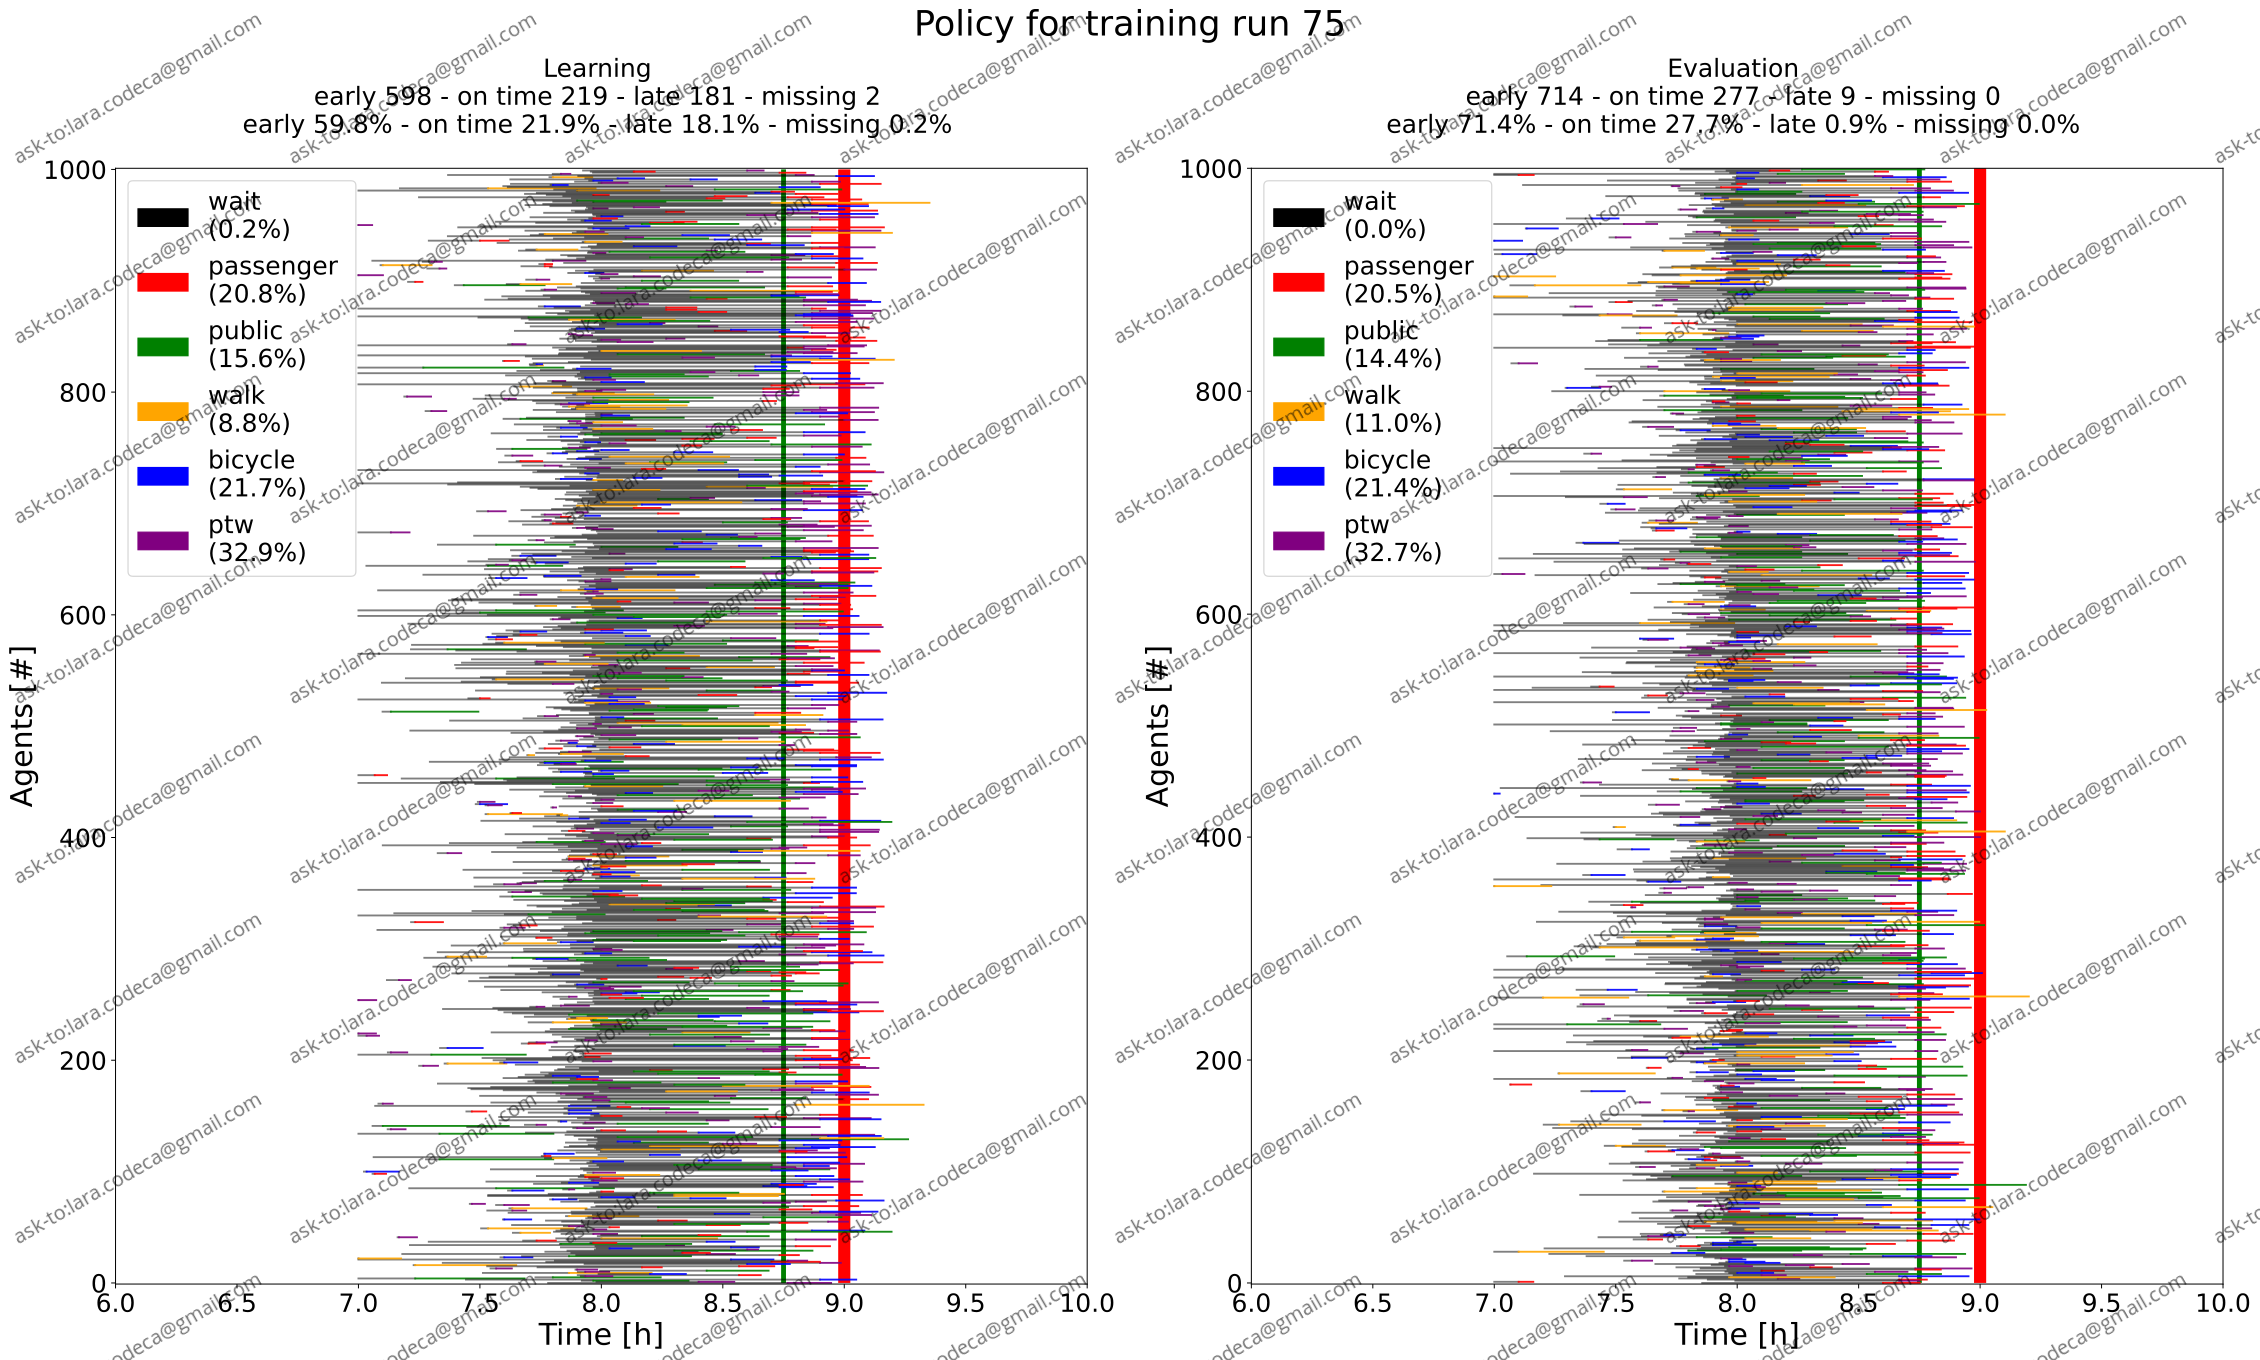 Policy for training run 75
Learning
early 598 - on time 219 - late 181 - missing 2
early 59.8% - on time 21.9% - late 18.1% - missing 0.2%
1000
800
600
400
200
0
Agents [#]
wait
(0.2%)
passenger
(20.8%)
public
(15.6%)
walk
(8.8%)
bicycle
(21.7%)
ptw
(32.9%)
6.0 6.5 7.0 7.5 8.0 8.5 9.0 9.5 10.0
Time [h]
Evaluation
early 714 - on time 277 - late 9 - missing 0
early 71.4% - on time 27.7% - late 0.9% - missing 0.0%
1000
800
600
400
200
0
Agents [#]
wait
(0.0%)
passenger
(20.5%)
public
(14.4%)
walk
(11.0%)
bicycle
(21.4%)
ptw
(32.7%)
6.0 6.5 7.0 7.5 8.0 8.5 9.0 9.5 10.0
Time [h]
ask-to:lara.codeca@gmail.com